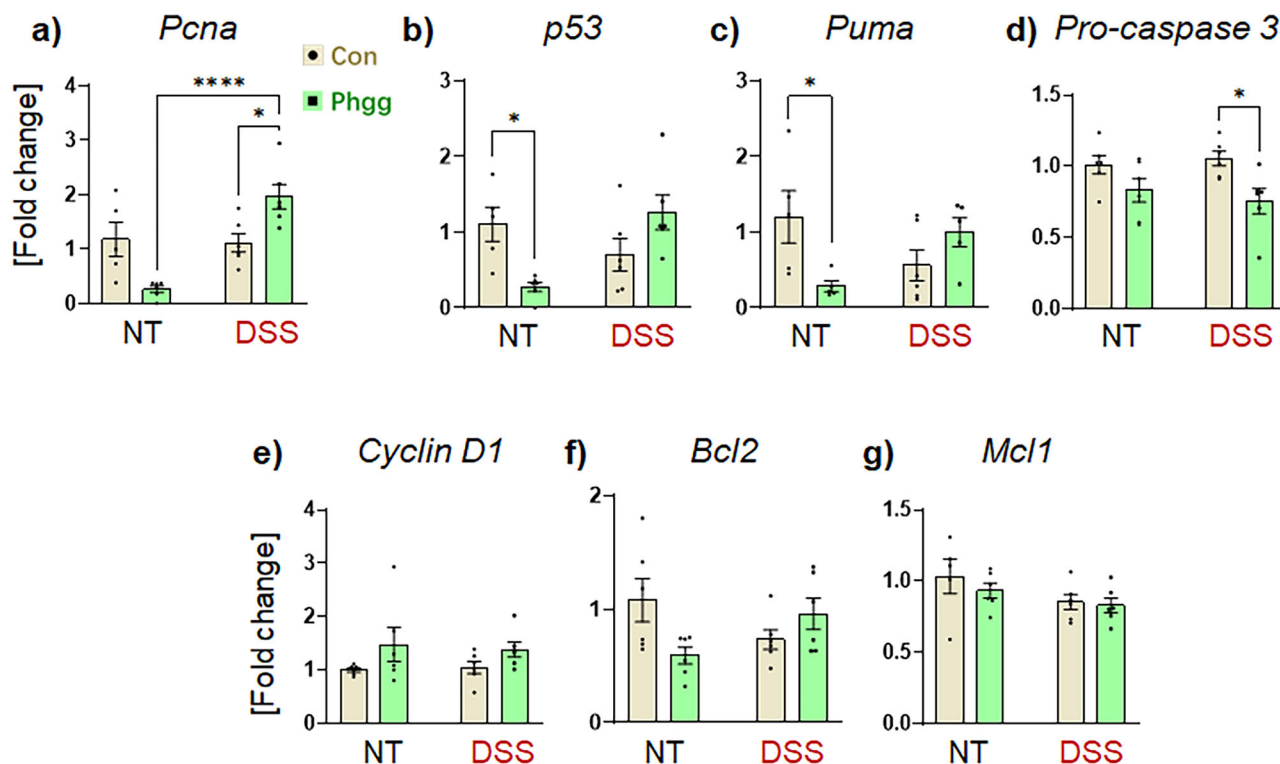 a) Pcna
b) p53
c) Puma
d) Pro-caspase 3
Con
Phgg
[Fold change]
4
3
2
1
0
****
*
NT DSS
3
2
1
0
*
NT DSS
3
2
1
0
*
NT DSS
1.5
1.0
0.5
0.0
*
NT DSS
e) Cyclin D1
f) Bcl2
g) Mcl1
[Fold change]
4
3
2
1
0
NT DSS
2
1
0
NT DSS
1.5
1.0
0.5
0.0
NT DSS